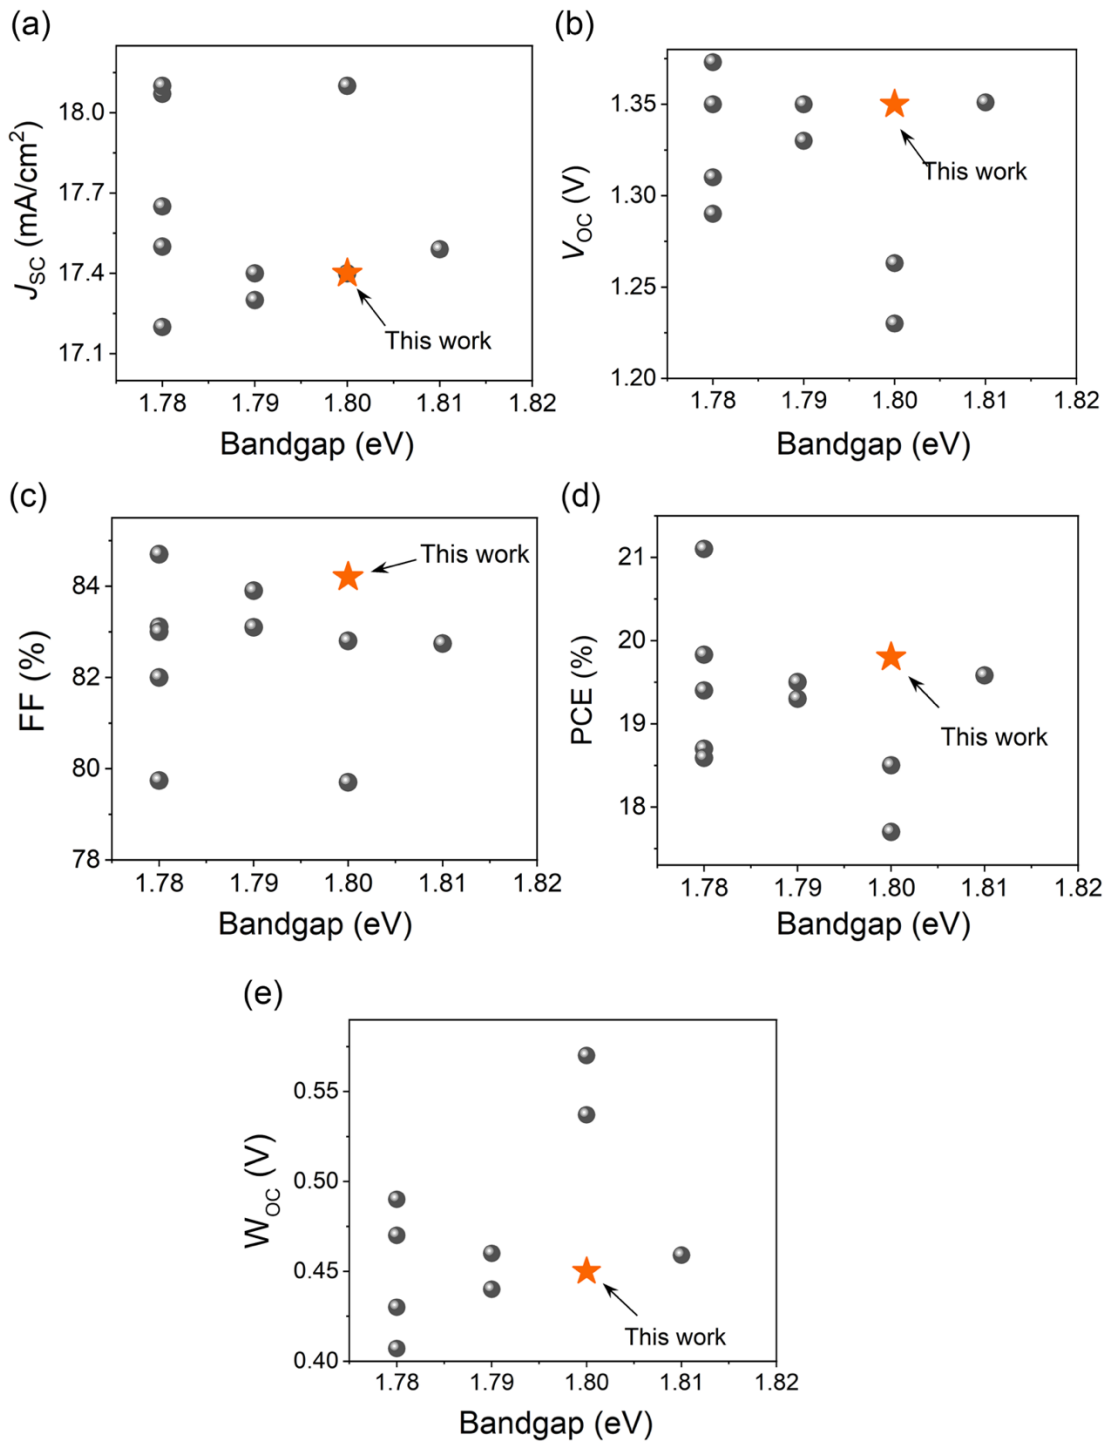 (a)
18.0
17.7
17.4
17.1
J_SC (mA/cm²)
This work
1.78 1.79 1.80 1.81 1.82
Bandgap (eV)
(b)
1.35
1.30
1.25
1.20
V_OC (V)
This work
1.78 1.79 1.80 1.81 1.82
Bandgap (eV)
(c)
84
82
80
78
FF (%)
This work
1.78 1.79 1.80 1.81 1.82
Bandgap (eV)
(d)
21
20
19
18
PCE (%)
This work
1.78 1.79 1.80 1.81 1.82
Bandgap (eV)
(e)
0.55
0.50
0.45
0.40
W_OC (V)
This work
1.78 1.79 1.80 1.81 1.82
Bandgap (eV)